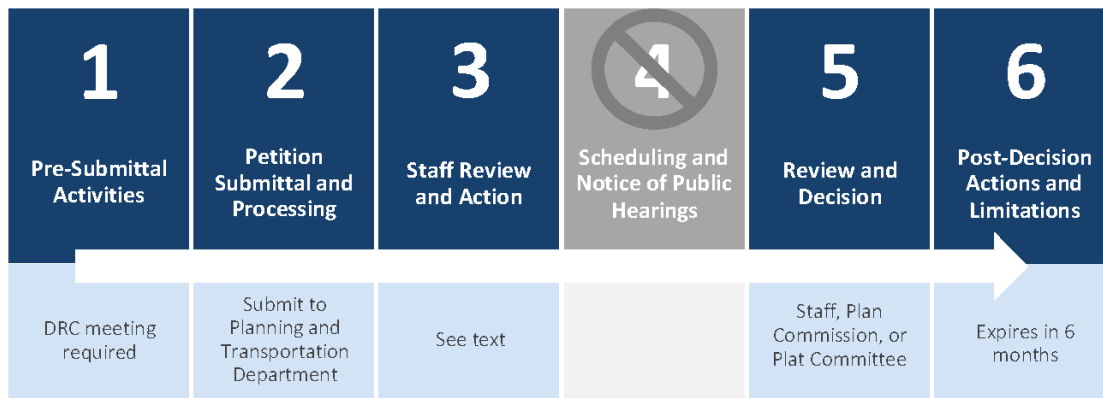 1
Pre-Submittal
Activities
DRC meeting
required
2
Petition
Submittal and
Processing
Submit to
Planning and
Transportation
Department
3
Staff Review
and Action
See text
4
Scheduling and
Notice of Public
Hearings
5
Review and
Decision
Staff, Plan
Commission, or
Plat Committee
6
Post-Decision
Actions and
Limitations
Expires in 6
months